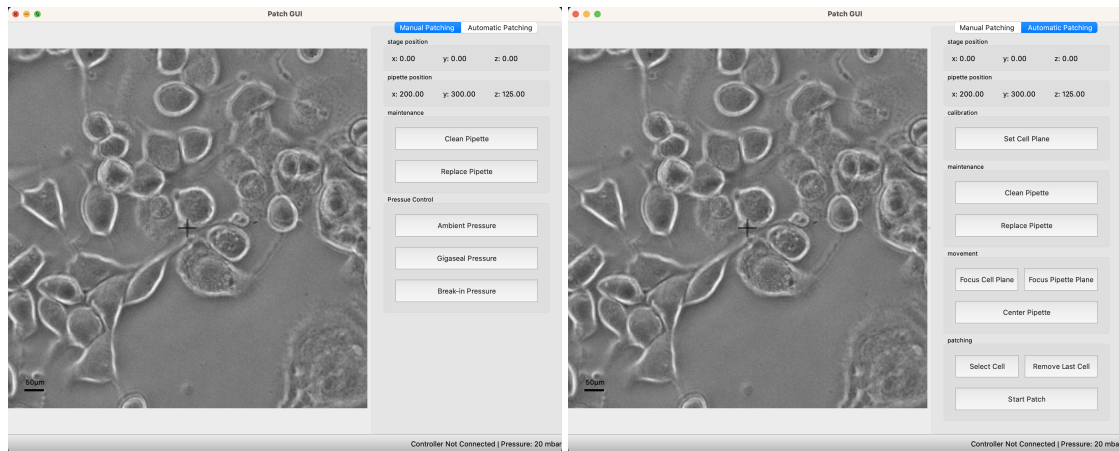 Patch GUI
Manual Patching Automatic Patching
stage position
x: 0.00 y: 0.00 z: 0.00
pipette position
x: 200.00 y: 300.00 z: 125.00
maintenance
Clean Pipette
Replace Pipette
Pressue Control
Ambient Pressure
Gigaseal Pressure
Break-in Pressure
50μm
Controller Not Connected | Pressure: 20 mbar
Patch GUI
Manual Patching Automatic Patching
stage position
x: 0.00 y: 0.00 z: 0.00
pipette position
x: 200.00 y: 300.00 z: 125.00
calibration
Set Cell Plane
maintenance
Clean Pipette
Replace Pipette
movement
Focus Cell Plane Focus Pipette Plane
Center Pipette
patching
Select Cell Remove Last Cell
Start Patch
50μm
Controller Not Connected | Pressure: 20 mba